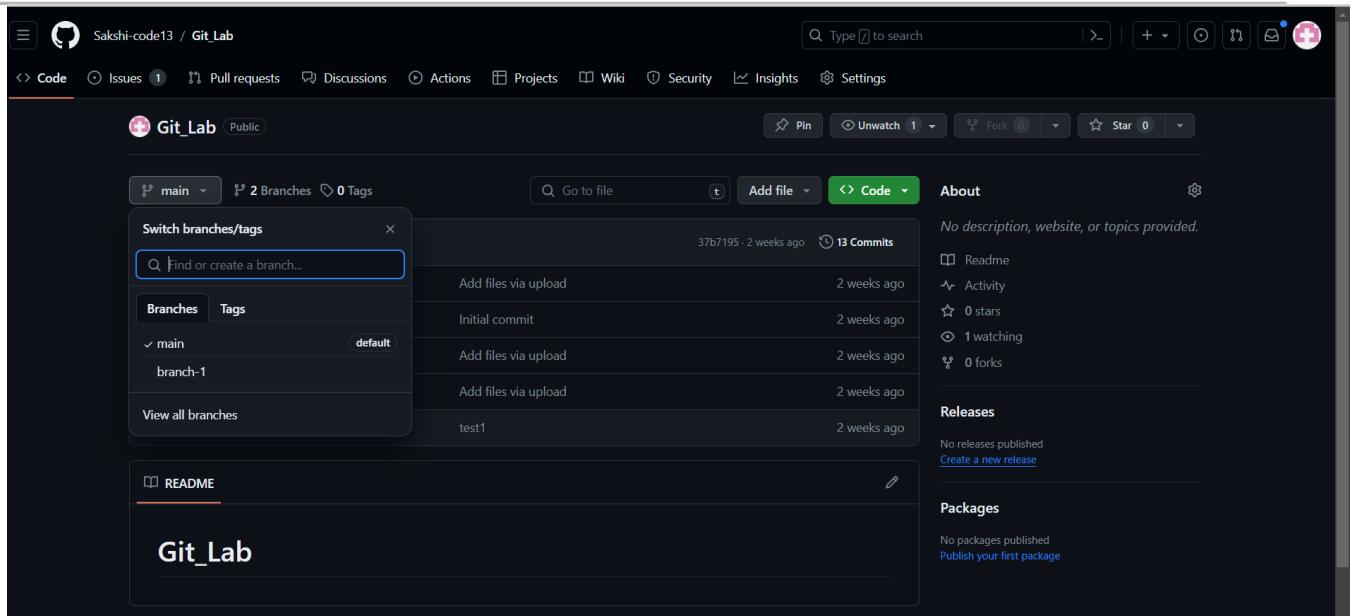 Sakshi-code13 / Git_Lab
Type / to search
Code Issues 1 Pull requests Discussions Actions Projects Wiki Security Insights Settings
Git_Lab Public
Pin Unwatch 1 Fork 0 Star 0
main 2 Branches 0 Tags
Go to file t Add file Code
Switch branches/tags
Find or create a branch...
Branches Tags
main default
branch-1
View all branches
37b7195 · 2 weeks ago 13 Commits
Add files via upload 2 weeks ago
Initial commit 2 weeks ago
Add files via upload 2 weeks ago
Add files via upload 2 weeks ago
test1 2 weeks ago
README
Git_Lab
About
No description, website, or topics provided.
Readme
Activity
0 stars
1 watching
0 forks
Releases
No releases published
Create a new release
Packages
No packages published
Publish your first package